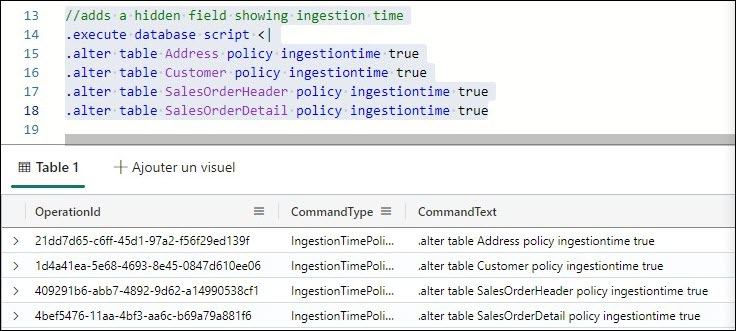 13 //adds a hidden field showing ingestion time
14 .execute database script <|
15 .alter table Address policy ingestiontime true
16 .alter table Customer policy ingestiontime true
17 .alter table SalesOrderHeader policy ingestiontime true
18 .alter table SalesOrderDetail policy ingestiontime true
19
Table 1 + Ajouter un visuel
OperationId CommandType CommandText
21dd7d65-c6ff-45d1-97a2-f56f29ed139f IngestionTimePoli... .alter table Address policy ingestiontime true
1d4a41ea-5e68-4693-8e45-0847d610ee06 IngestionTimePoli... .alter table Customer policy ingestiontime true
409291b6-abb7-4892-9d62-a14990538cf1 IngestionTimePoli... .alter table SalesOrderHeader policy ingestiontime true
4bef5476-11aa-4bf3-aa6c-b69a79a881f6 IngestionTimePoli... .alter table SalesOrderDetail policy ingestiontime true